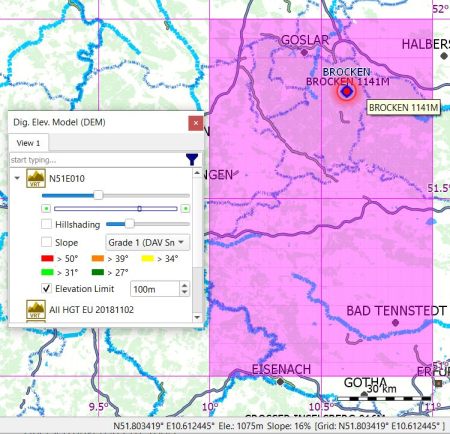 52°
GOSLAR
HALBERS
BROCKEN
BROCKEN 1141M
BROCKEN 1141M
Dig. Elev. Model (DEM)
View 1
start typing...
VRT
N51E010
NGEN
51.5°
Hillshading
Slope
Grade 1 (DAV Sn
> 50°
> 39°
> 34°
> 31°
> 27°
Elevation Limit
100m
VRT
All HGT EU 20181102
BAD TENNSTEDT
EISENACH
GOTHA
30 km
9.5°
10°
10.5°
11°
N51.803419° E10.612445° Ele.: 1075m Slope: 16% [Grid: N51.803419° E10.612445° ]